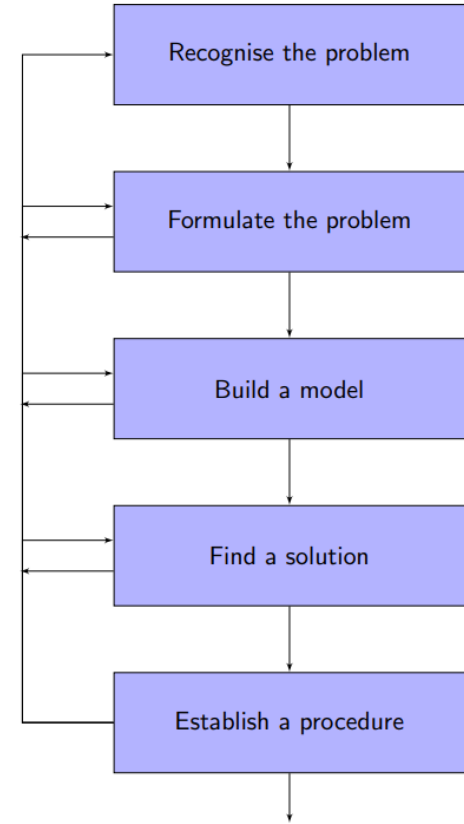 Recognise the problem
Formulate the problem
Build a model
Find a solution
Establish a procedure